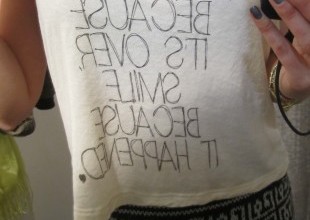 BECAUSE
IT'S OVER,
SMILE
BECAUSE
IT HAPPENED.